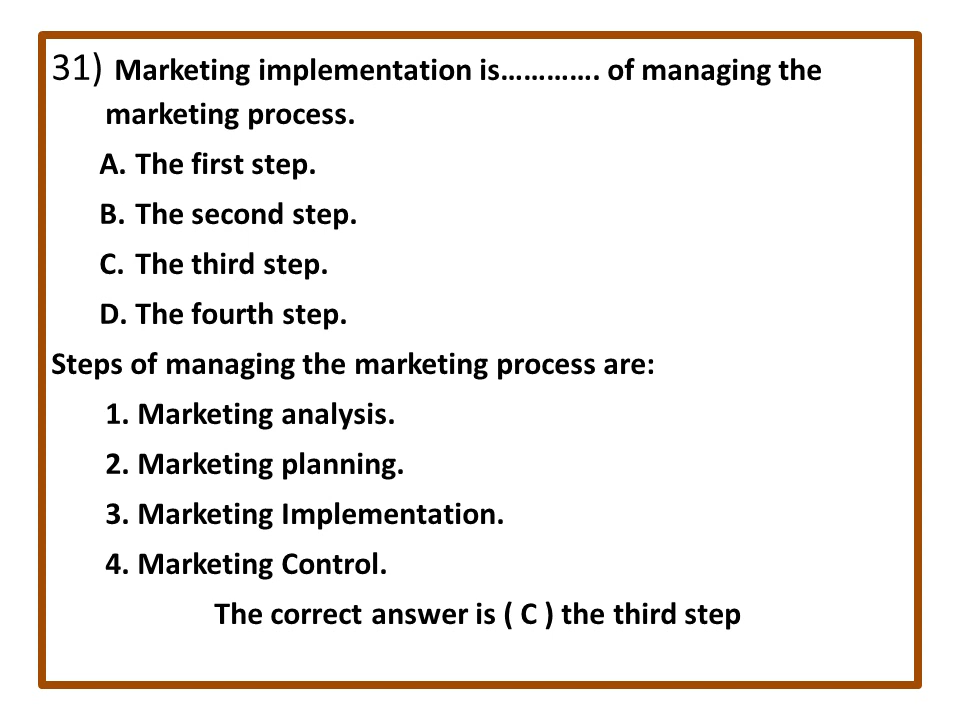 31) Marketing implementation is…………. of managing the
marketing process.
A. The first step.
B. The second step.
C. The third step.
D. The fourth step.
Steps of managing the marketing process are:
1. Marketing analysis.
2. Marketing planning.
3. Marketing Implementation.
4. Marketing Control.
The correct answer is ( C ) the third step